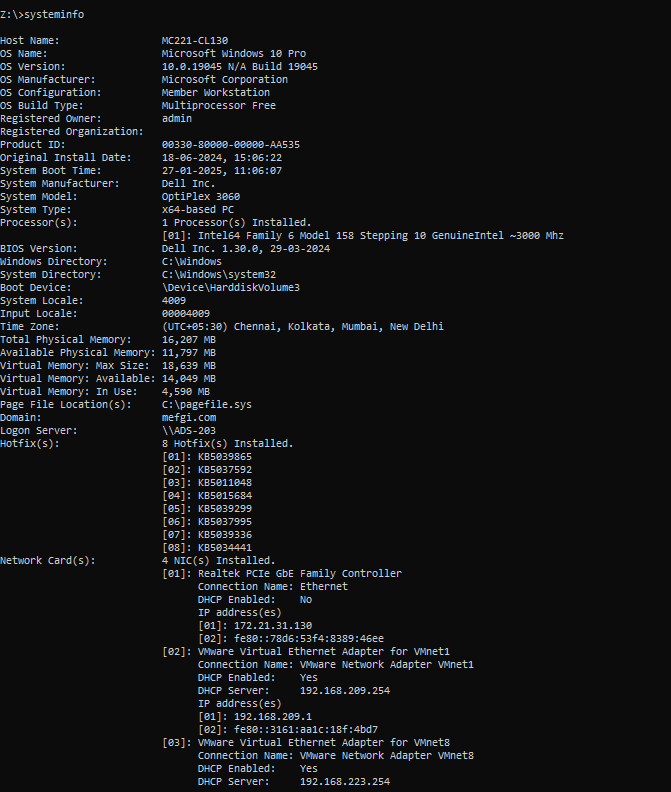 Z:\>systeminfo
Host Name: MC221-CL130
OS Name: Microsoft Windows 10 Pro
OS Version: 10.0.19045 N/A Build 19045
OS Manufacturer: Microsoft Corporation
OS Configuration: Member Workstation
OS Build Type: Multiprocessor Free
Registered Owner: admin
Registered Organization:
Product ID: 00330-80000-00000-AA535
Original Install Date: 18-06-2024, 15:06:22
System Boot Time: 27-01-2025, 11:06:07
System Manufacturer: Dell Inc.
System Model: OptiPlex 3060
System Type: x64-based PC
Processor(s): 1 Processor(s) Installed.
[01]: Intel64 Family 6 Model 158 Stepping 10 GenuineIntel ~3000 Mhz
BIOS Version: Dell Inc. 1.30.0, 29-03-2024
Windows Directory: C:\Windows
System Directory: C:\Windows\system32
Boot Device: \Device\HarddiskVolume3
System Locale: 4009
Input Locale: 00004009
Time Zone: (UTC+05:30) Chennai, Kolkata, Mumbai, New Delhi
Total Physical Memory: 16,207 MB
Available Physical Memory: 11,797 MB
Virtual Memory: Max Size: 18,639 MB
Virtual Memory: Available: 14,049 MB
Virtual Memory: In Use: 4,590 MB
Page File Location(s): C:\pagefile.sys
Domain: mefgi.com
Logon Server: \\ADS-203
Hotfix(s): 8 Hotfix(s) Installed.
[01]: KB5039865
[02]: KB5037592
[03]: KB5011048
[04]: KB5015684
[05]: KB5039299
[06]: KB5037995
[07]: KB5039336
[08]: KB5034441
Network Card(s): 4 NIC(s) Installed.
[01]: Realtek PCIe GbE Family Controller
Connection Name: Ethernet
DHCP Enabled: No
IP address(es)
[01]: 172.21.31.130
[02]: fe80::78d6:53f4:8389:46ee
[02]: VMware Virtual Ethernet Adapter for VMnet1
Connection Name: VMware Network Adapter VMnet1
DHCP Enabled: Yes
DHCP Server: 192.168.209.254
IP address(es)
[01]: 192.168.209.1
[02]: fe80::3161:aa1c:18f:4bd7
[03]: VMware Virtual Ethernet Adapter for VMnet8
Connection Name: VMware Network Adapter VMnet8
DHCP Enabled: Yes
DHCP Server: 192.168.223.254